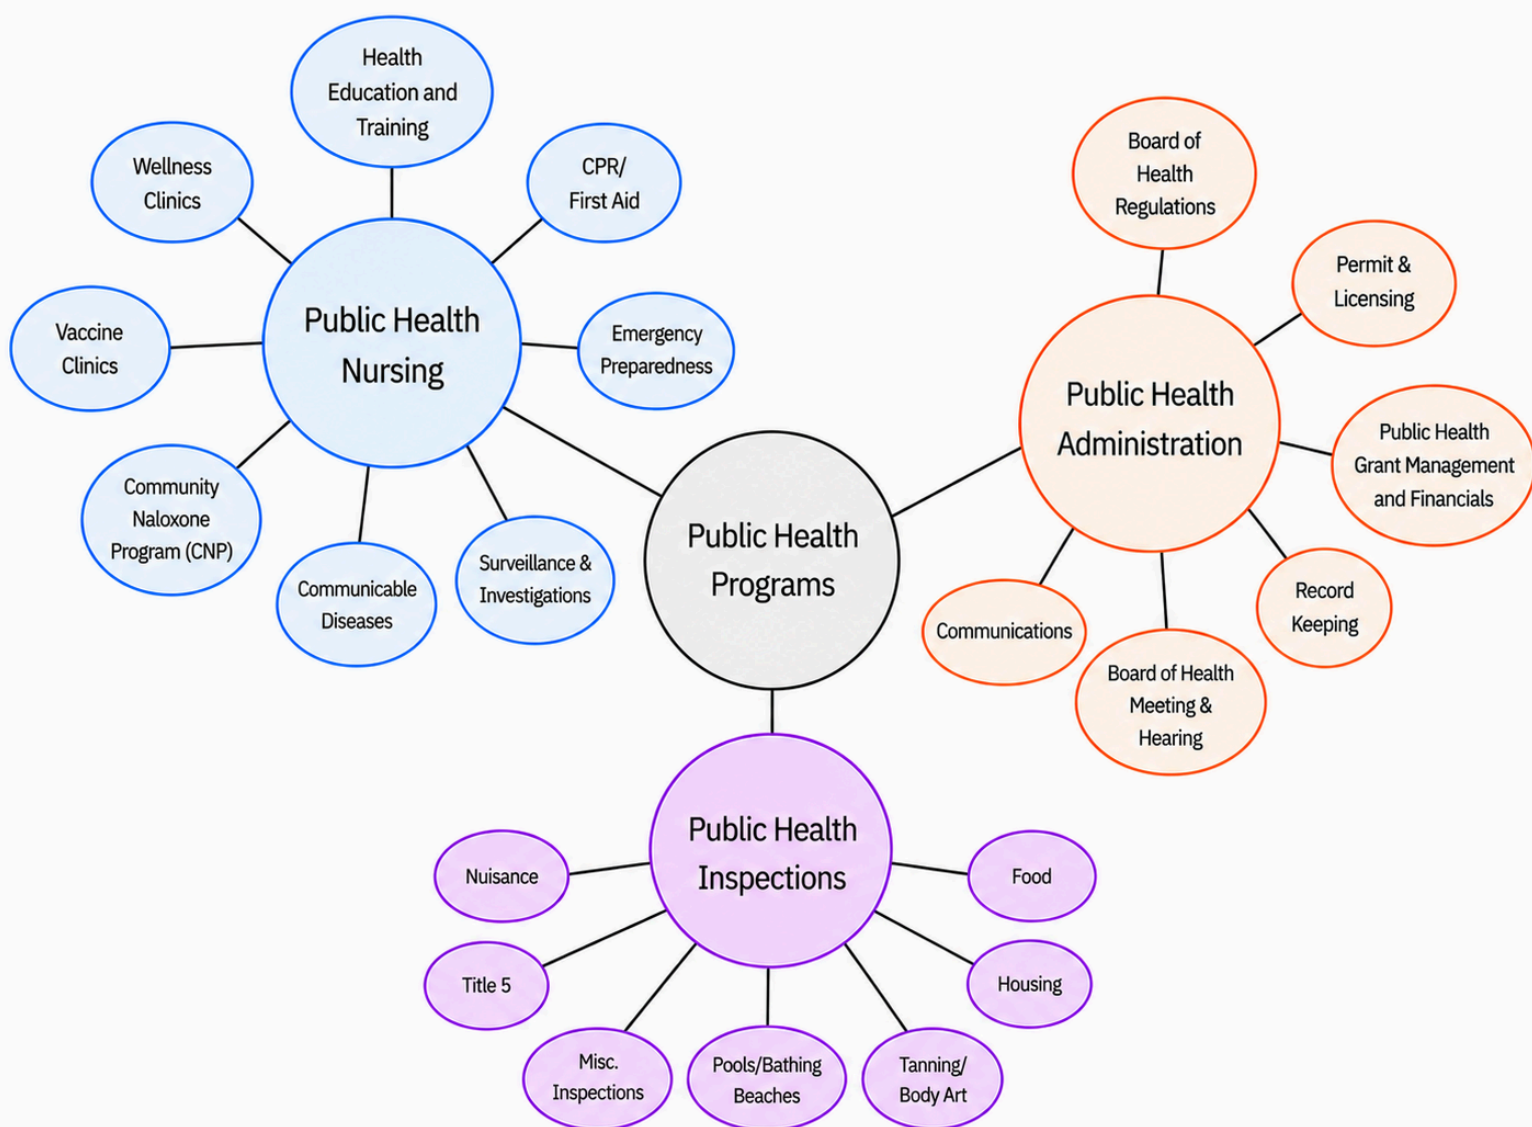 Health
Education and
Training
Wellness
Clinics
CPR/
First Aid
Vaccine
Clinics
Public Health
Nursing
Emergency
Preparedness
Community
Naloxone
Program (CNP)
Communicable
Diseases
Surveillance &
Investigations
Public Health
Programs
Board of
Health
Regulations
Permit &
Licensing
Public Health
Administration
Public Health
Grant Management
and Financials
Record
Keeping
Communications
Board of Health
Meeting &
Hearing
Public Health
Inspections
Nuisance
Food
Title 5
Housing
Misc.
Inspections
Pools/Bathing
Beaches
Tanning/
Body Art